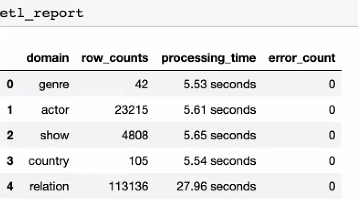 etl_report
domain row_counts processing_time error_count
0 genre 42 5.53 seconds 0
1 actor 23215 5.61 seconds 0
2 show 4808 5.65 seconds 0
3 country 105 5.54 seconds 0
4 relation 113136 27.96 seconds 0